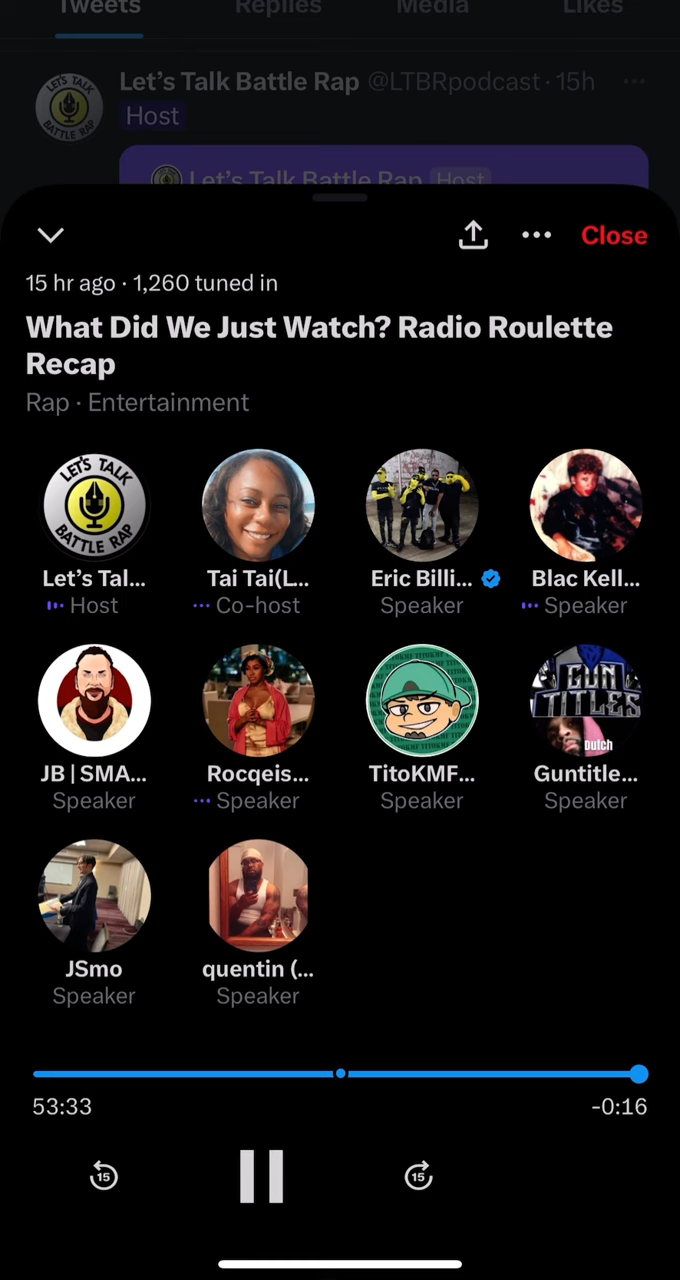 Tweets Replies Media Likes
Let's Talk Battle Rap @LTBRpodcast · 15h ...
Host
Let's Talk Battle Rap Host
Close
15 hr ago · 1,260 tuned in
What Did We Just Watch? Radio Roulette
Recap
Rap · Entertainment
LET'S TALK
BATTLE RAP
Let's Tal... Tai Tai(L... Eric Billi... Blac Kell...
Host Co-host Speaker Speaker
GUN
TITLES
Dutch
JB | SMA... Rocqeis... TitoKMF... Guntitle...
Speaker Speaker Speaker Speaker
JSmo quentin (...
Speaker Speaker
53:33 -0:16
15 15